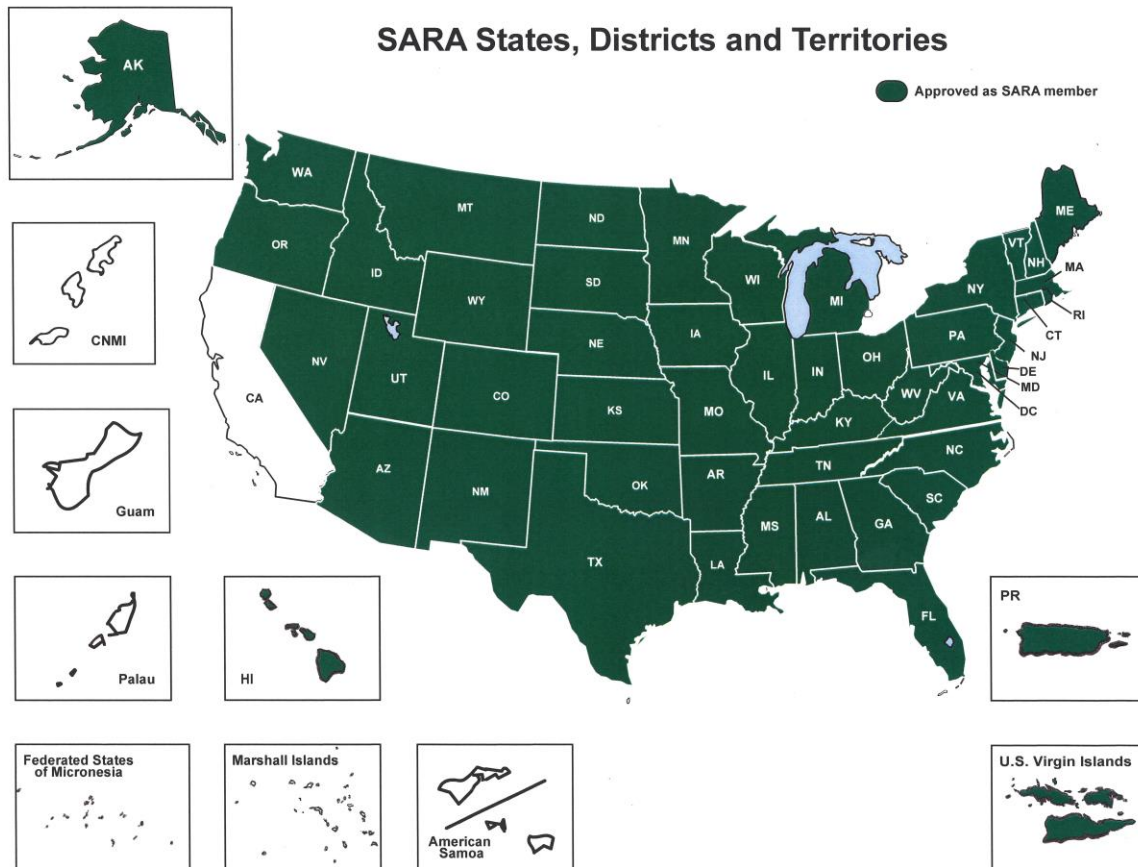 SARA States, Districts and Territories
Approved as SARA member
AK
WA
MT
ND
MN
ME
VT
NH
OR
ID
SD
WI
MI
NY
MA
WY
RI
CNMI
IA
PA
CT
NE
NJ
NV
UT
IL
IN
OH
DE
MD
CA
CO
KS
MO
WV
VA
DC
KY
AZ
NM
OK
AR
TN
NC
SC
Guam
MS
AL
GA
TX
LA
FL
PR
Palau
HI
Federated States
of Micronesia
Marshall Islands
American
Samoa
U.S. Virgin Islands